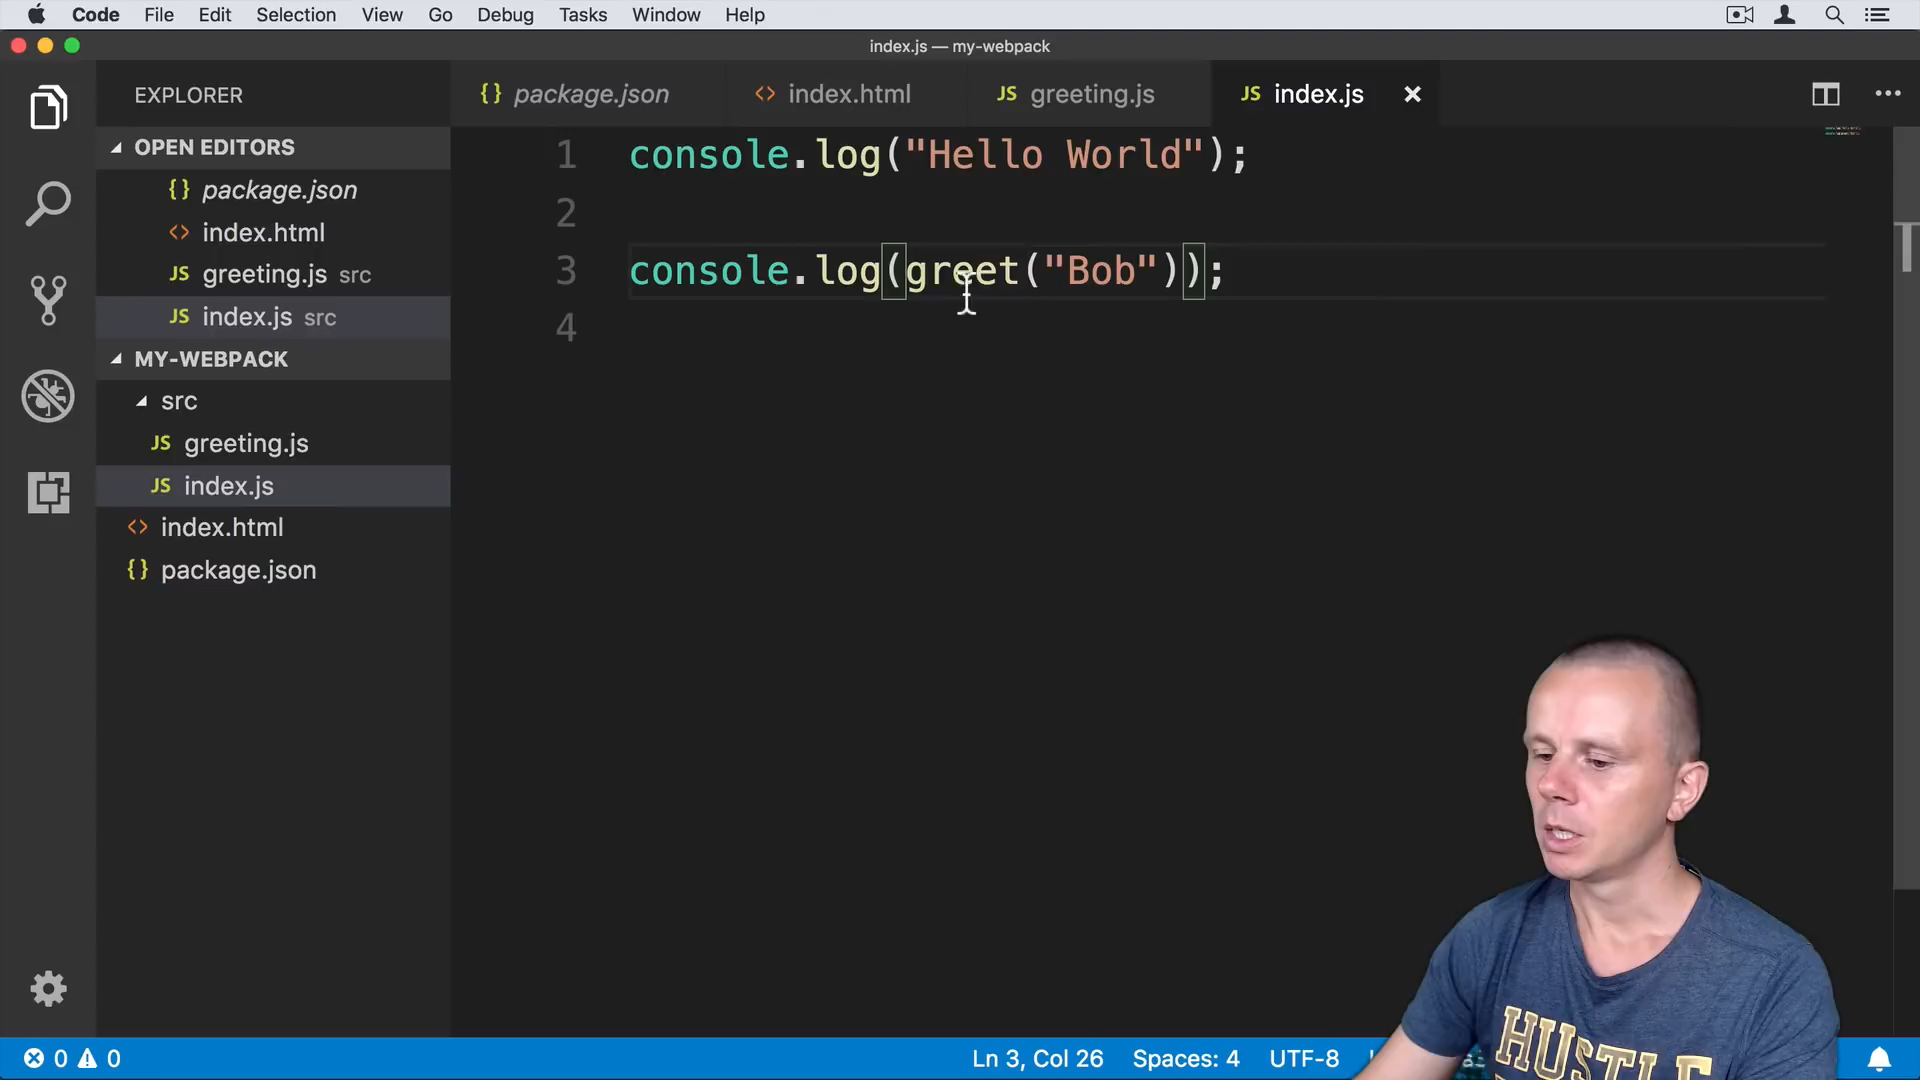 Code File Edit Selection View Go Debug Tasks Window Help
index.js — my-webpack
EXPLORER
{} package.json
<> index.html
JS greeting.js
JS index.js
OPEN EDITORS
{} package.json
<> index.html
JS greeting.js src
JS index.js src
MY-WEBPACK
src
JS greeting.js
JS index.js
<> index.html
{} package.json
1 console.log("Hello World");
2
3 console.log(greet("Bob"));
4
HUSTLE
0 0
Ln 3, Col 26 Spaces: 4 UTF-8